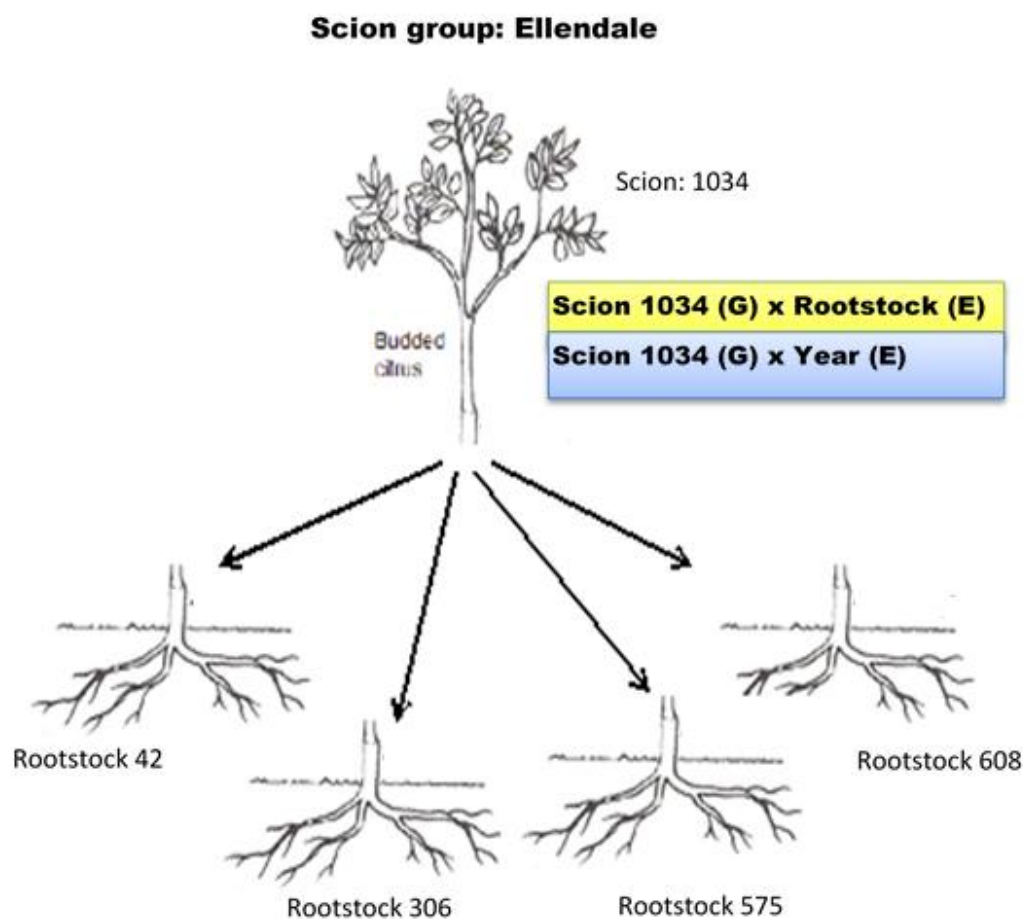 Scion group: Ellendale
Scion: 1034
Scion 1034 (G) x Rootstock (E)
Scion 1034 (G) x Year (E)
Budded
citrus
Rootstock 42
Rootstock 608
Rootstock 306
Rootstock 575